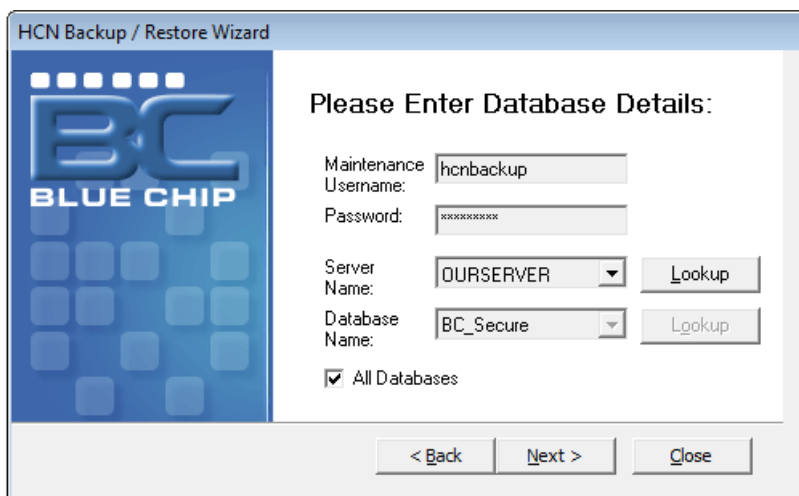 HCN Backup / Restore Wizard
BC
BLUE CHIP
Please Enter Database Details:
Maintenance
Username:
hcnbackup
Password:
*********
Server
Name:
OURSERVER
Lookup
Database
Name:
BC_Secure
Lookup
All Databases
< Back
Next >
Close